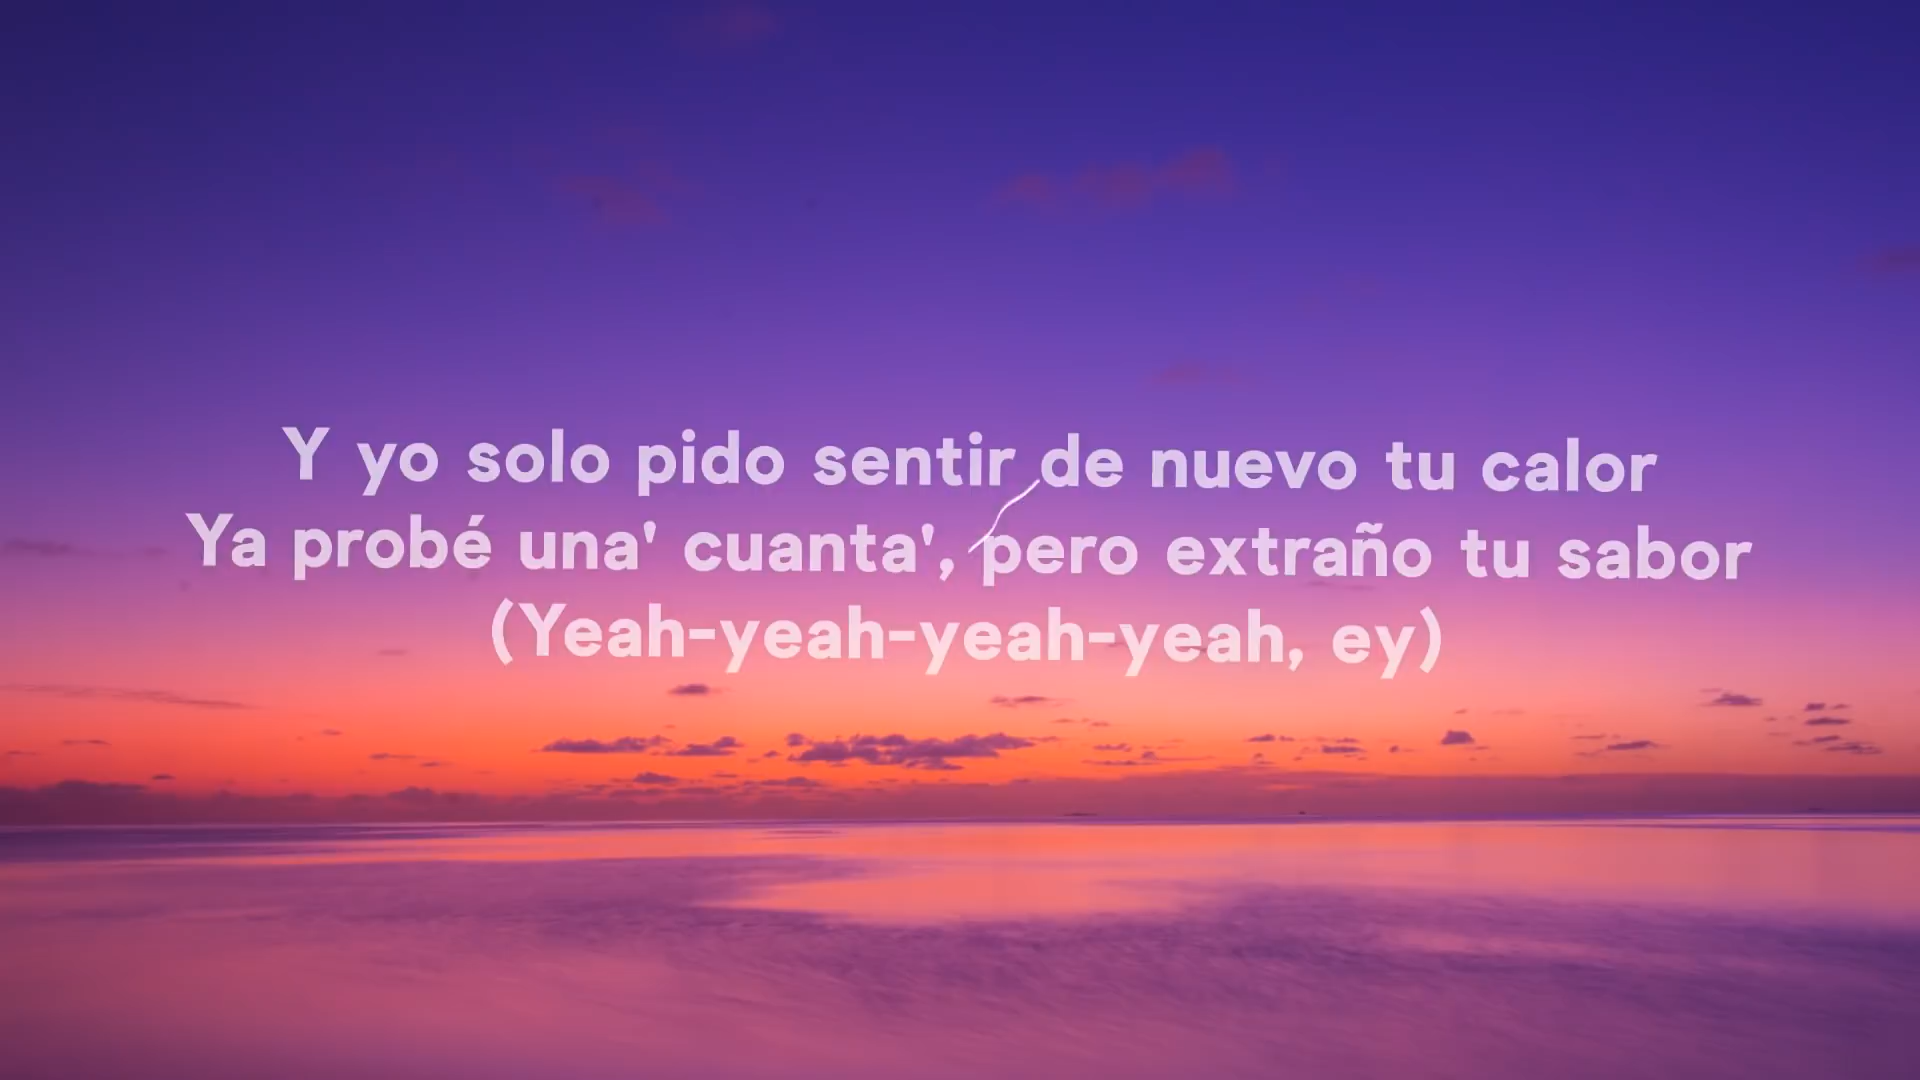 Y yo solo pido sentir de nuevo tu calor
Ya probé una' cuanta', pero extraño tu sabor
(Yeah-yeah-yeah-yeah, ey)